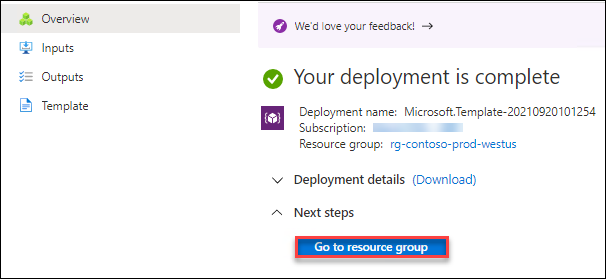 Overview
Inputs
Outputs
Template
We'd love your feedback! →
Your deployment is complete
Deployment name: Microsoft.Template-20210920101254
Subscription:
Resource group: rg-contoso-prod-westus
Deployment details (Download)
Next steps
Go to resource group